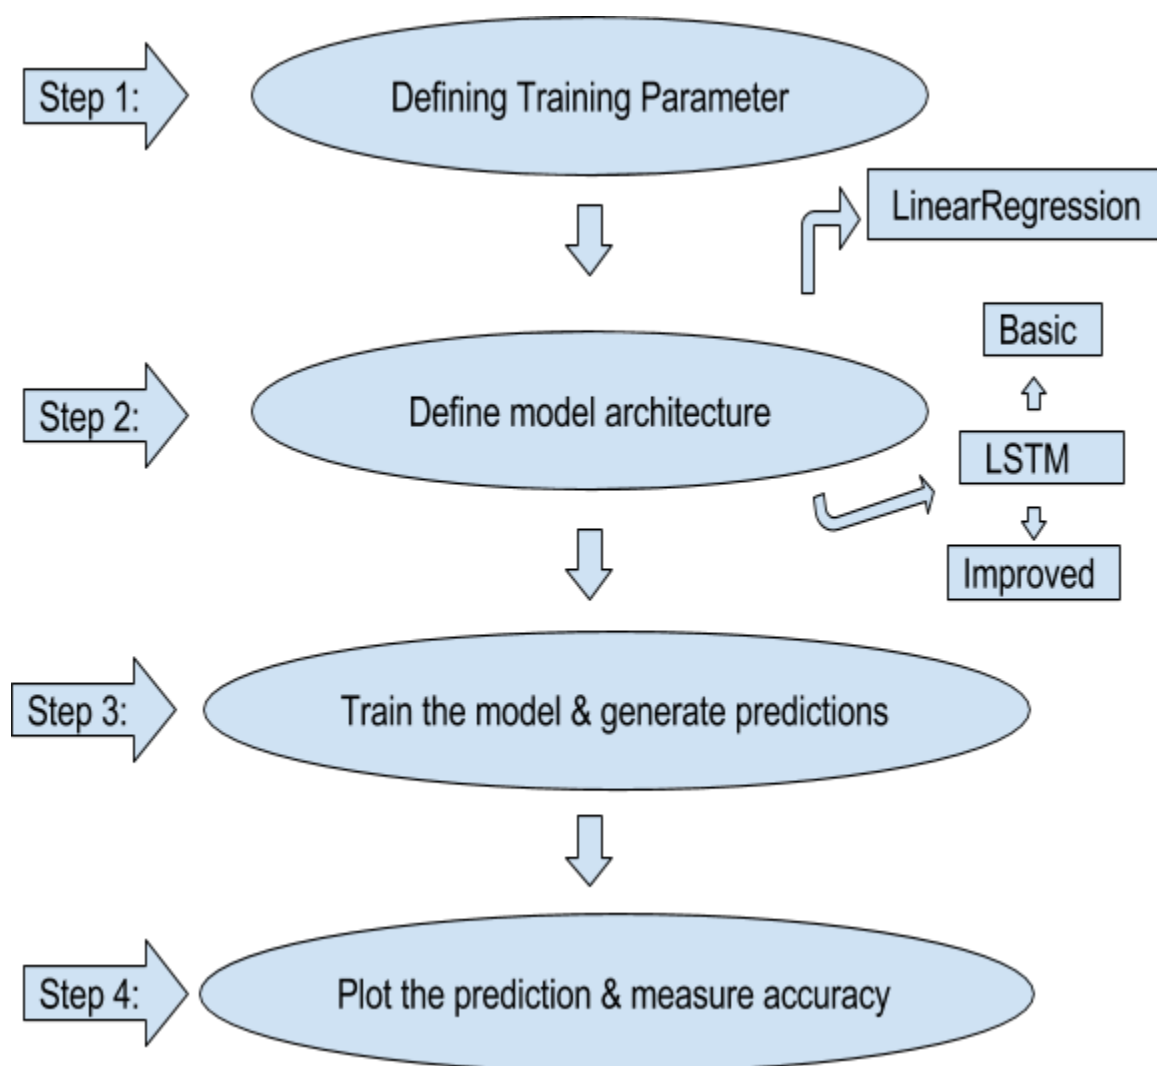 Step 1:
Defining Training Parameter
LinearRegression
Basic
Step 2:
Define model architecture
LSTM
Improved
Step 3:
Train the model & generate predictions
Step 4:
Plot the prediction & measure accuracy